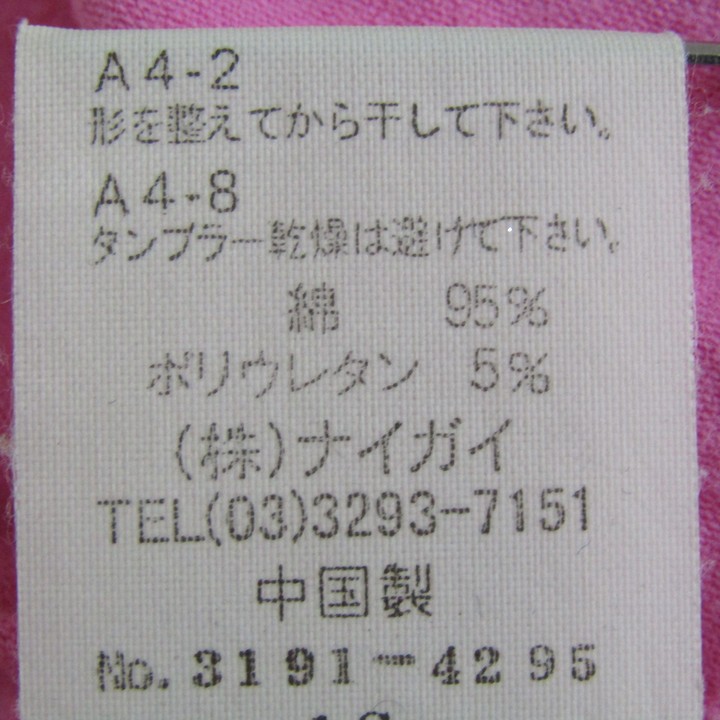 A4-2
形を整えてから干して下さい。
A4-8
タンブラー乾燥は避けて下さい。
綿 95%
ポリウレタン 5%
(株)ナイガイ
TEL(03)3293-7151
中国製
No.3191-4295